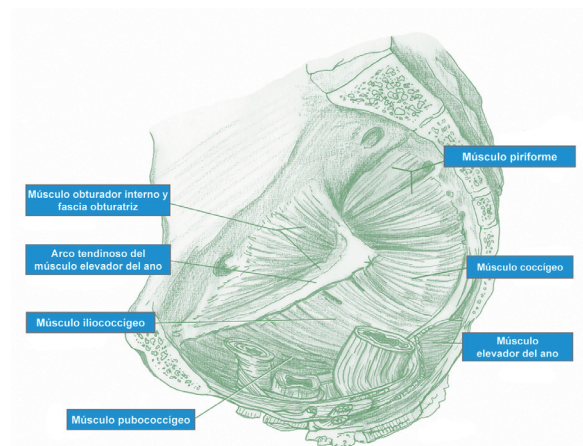 Músculo piriforme
Músculo obturador interno y
fascia obturatriz
Arco tendinoso del
músculo elevador del ano
Músculo coccígeo
Músculo iliococcígeo
Músculo
elevador del ano
Músculo pubococcígeo